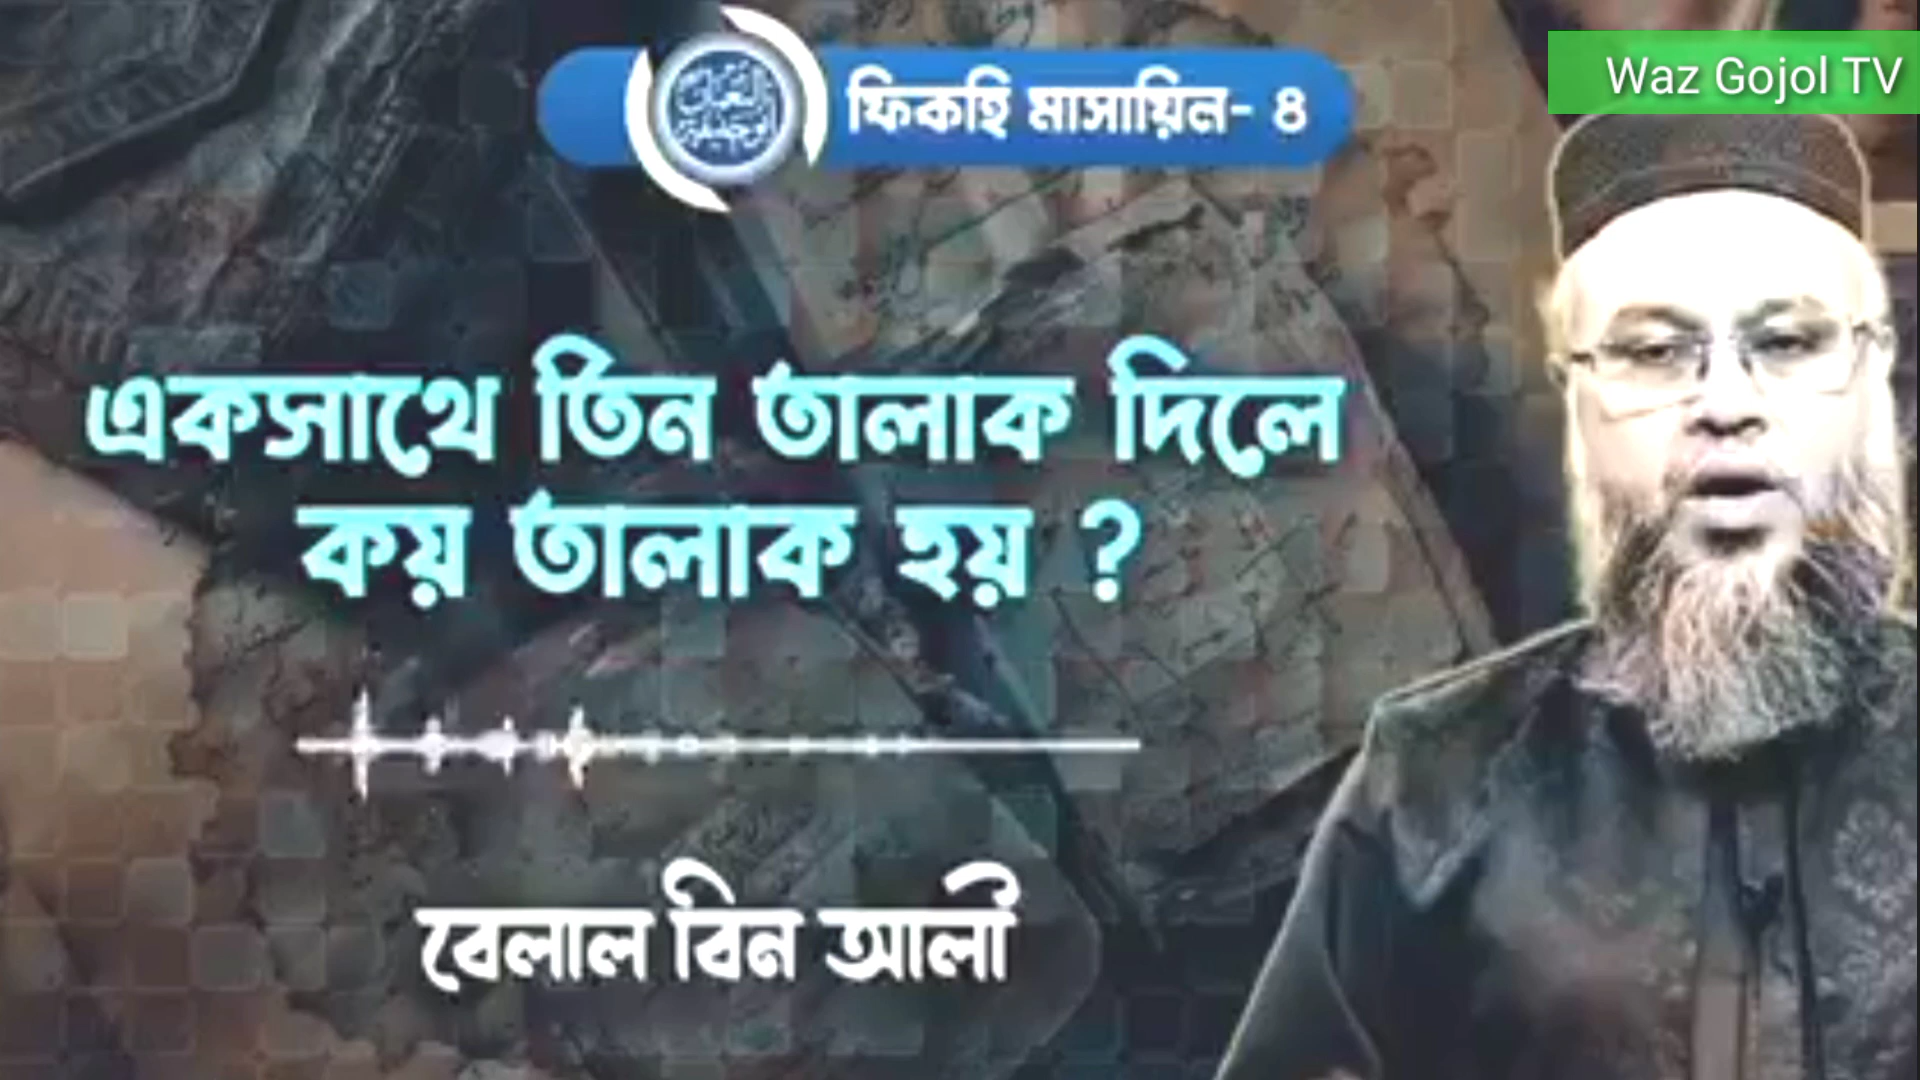 Waz Gojol TV
ফিকহি মাসায়িল- ৪
একসাথে তিন তালাক দিলে
কয় তালাক হয় ?
বেলাল বিন আলী